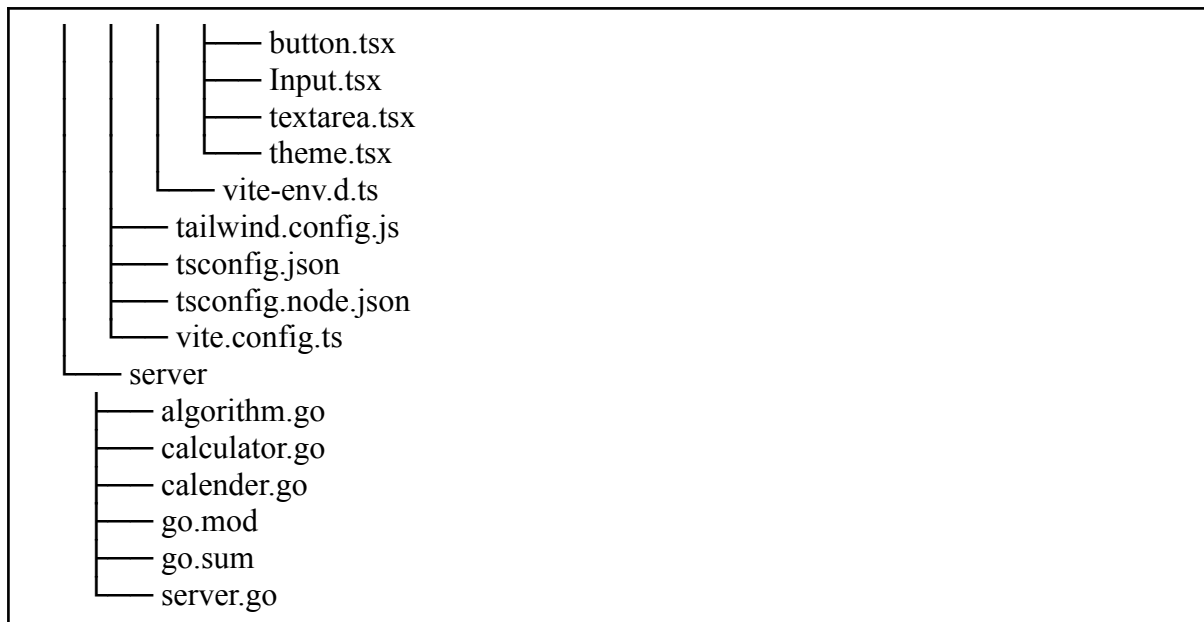 button.tsx
Input.tsx
textarea.tsx
theme.tsx
vite-env.d.ts
tailwind.config.js
tsconfig.json
tsconfig.node.json
vite.config.ts
server
algorithm.go
calculator.go
calender.go
go.mod
go.sum
server.go